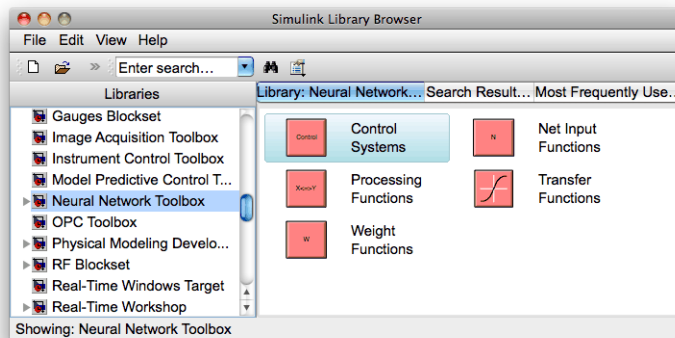 Simulink Library Browser
File Edit View Help
» Enter search...
Libraries
Library: Neural Network... Search Result... Most Frequently Use...
Gauges Blockset
Image Acquisition Toolbox
Instrument Control Toolbox
Model Predictive Control T...
Neural Network Toolbox
OPC Toolbox
Physical Modeling Develo...
RF Blockset
Real-Time Windows Target
Real-Time Workshop
Control
Control
Systems
N
Net Input
Functions
Processing
Functions
Transfer
Functions
W
Weight
Functions
Showing: Neural Network Toolbox